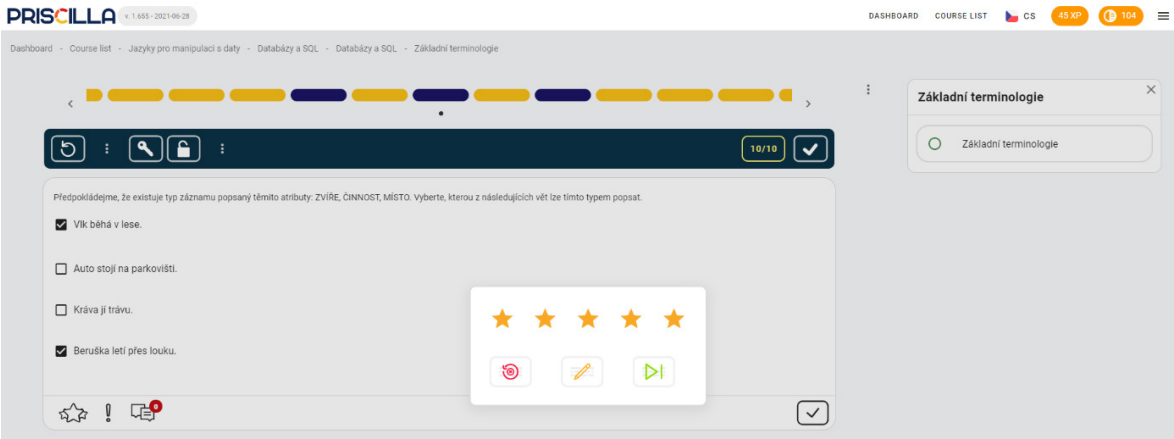 PRISCILLA v. 1.655 - 2021-06-28 DASHBOARD COURSE LIST CS 45 XP 104
Dashboard - Course list - Jazyky pro manipulaci s daty - Databázy a SQL - Databázy a SQL - Základní terminologie
Základní terminologie
Základní terminologie
10/10
Předpokládejme, že existuje typ záznamu popsaný těmito atributy: ZVÍŘE, ČINNOST, MÍSTO. Vyberte, kterou z následujících vět lze tímto typem popsat.
Vlk běhá v lese.
Auto stojí na parkovišti.
Kráva jí trávu.
Beruška letí přes louku.
0